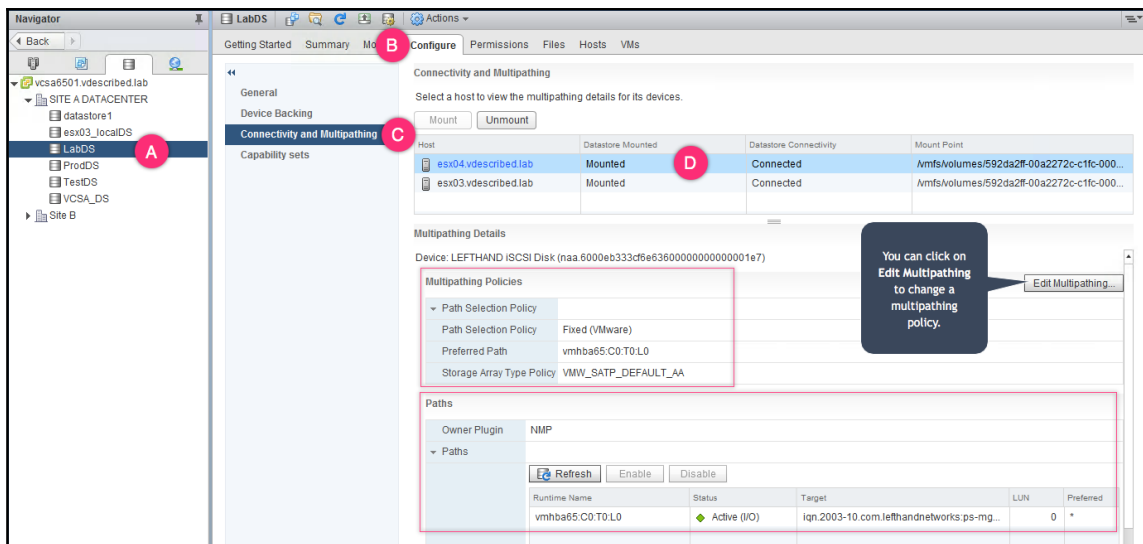 Navigator
LabDS
Actions
Back
Getting Started Summary Mo B Configure Permissions Files Hosts VMs
vcsa6501.vdescribed.lab
SITE A DATACENTER
datastore1
esx03_localDS
LabDS
A
ProdDS
TestDS
VCSA_DS
Site B
General
Device Backing
Connectivity and Multipathing
C
Capability sets
Connectivity and Multipathing
Select a host to view the multipathing details for its devices.
Mount Unmount
Host Datastore Mounted Datastore Connectivity Mount Point
esx04.vdescribed.lab Mounted D Connected /vmfs/volumes/592da2ff-00a2272c-c1fc-000...
esx03.vdescribed.lab Mounted Connected /vmfs/volumes/592da2ff-00a2272c-c1fc-000...
Multipathing Details
Device: LEFTHAND iSCSI Disk (naa.6000eb333cf6e63600000000000001e7)
Multipathing Policies
Edit Multipathing...
You can click on
Edit Multipathing
to change a
multipathing
policy.
Path Selection Policy
Path Selection Policy Fixed (VMware)
Preferred Path vmhba65:C0:T0:L0
Storage Array Type Policy VMW_SATP_DEFAULT_AA
Paths
Owner Plugin NMP
Paths
Refresh Enable Disable
Runtime Name Status Target LUN Preferred
vmhba65:C0:T0:L0 Active (I/O) iqn.2003-10.com.lefthandnetworks:ps-mg... 0 *